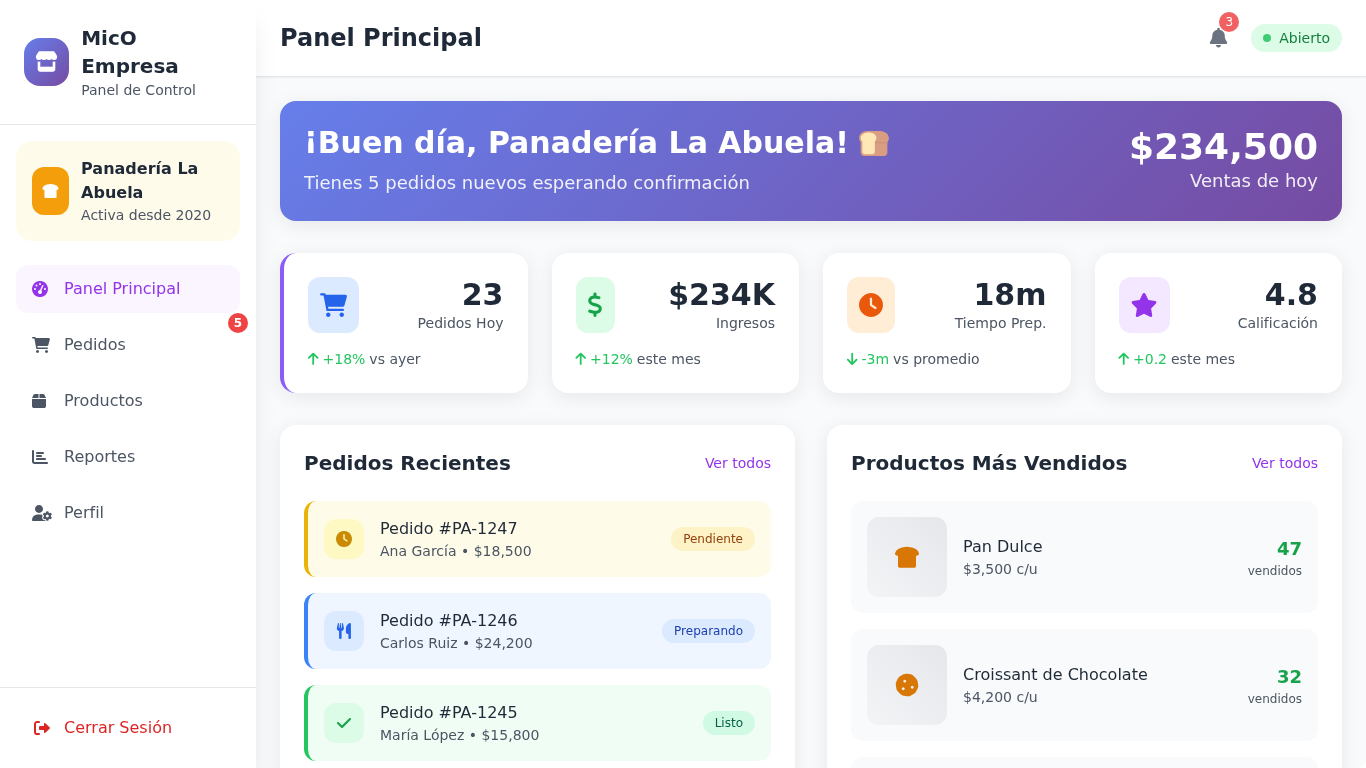 MicO
Empresa
Panel de Control
Panadería La
Abuela
Activa desde 2020
Panel Principal
5
Pedidos
Productos
Reportes
Perfil
Cerrar Sesión
Panel Principal
3
Abierto
¡Buen día, Panadería La Abuela!
Tienes 5 pedidos nuevos esperando confirmación
$234,500
Ventas de hoy
23
Pedidos Hoy
+18% vs ayer
$234K
Ingresos
+12% este mes
18m
Tiempo Prep.
-3m vs promedio
4.8
Calificación
+0.2 este mes
Pedidos Recientes
Ver todos
Pedido #PA-1247
Ana García • $18,500
Pendiente
Pedido #PA-1246
Carlos Ruiz • $24,200
Preparando
Pedido #PA-1245
María López • $15,800
Listo
Productos Más Vendidos
Ver todos
Pan Dulce
$3,500 c/u
47
vendidos
Croissant de Chocolate
$4,200 c/u
32
vendidos